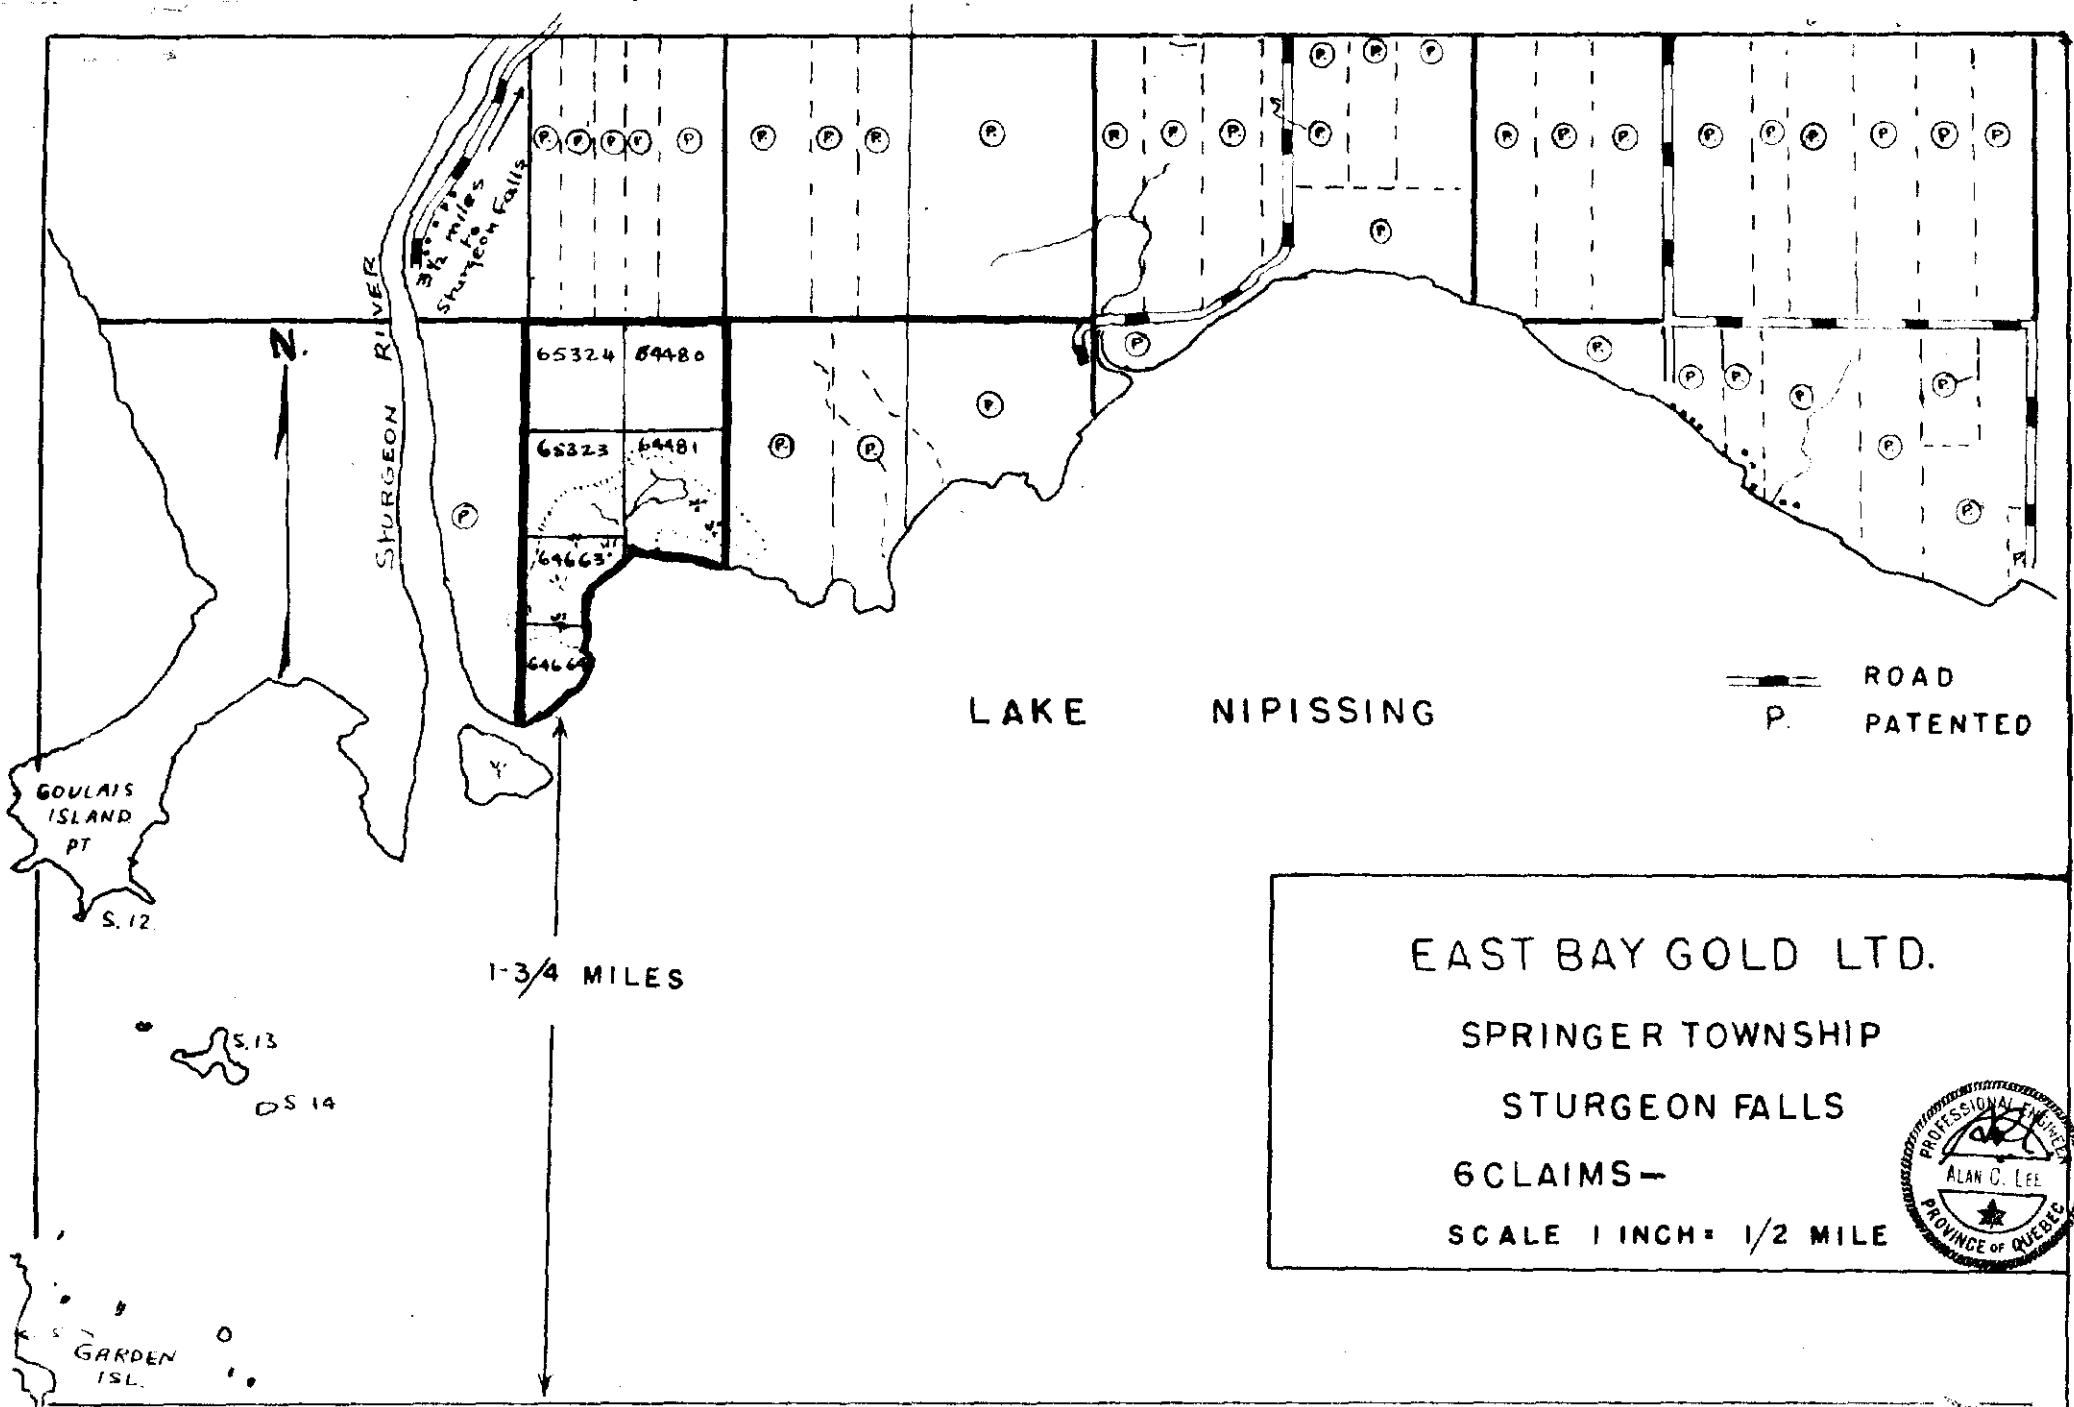 P P P
P P P P P P P P P P P P P P P P P P P P P P P P
3 1/2 miles
to
Sturgeon Falls
P
STURGEON RIVER
N.
65324 64480
P P
P P P P
P
65323 64481
P P P
P P
64663
64664
LAKE NIPISSING
ROAD
P. PATENTED
GOULAIS
ISLAND
PT
S. 12
1-3/4 MILES
S. 13
S 14
GARDEN
ISL.
EAST BAY GOLD LTD.
SPRINGER TOWNSHIP
STURGEON FALLS
6 CLAIMS –
SCALE 1 INCH = 1/2 MILE
PROFESSIONAL ENGINEER
ALAN C. LEE
PROVINCE OF QUEBEC